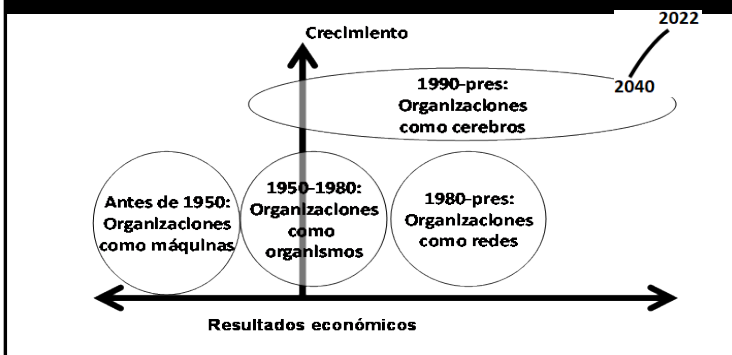 2022
Crecimiento
2040
1990-pres:
Organizaciones
como cerebros
Antes de 1950:
Organizaciones
como máquinas
1950-1980:
Organizaciones
como
organismos
1980-pres:
Organizaciones
como redes
Resultados económicos